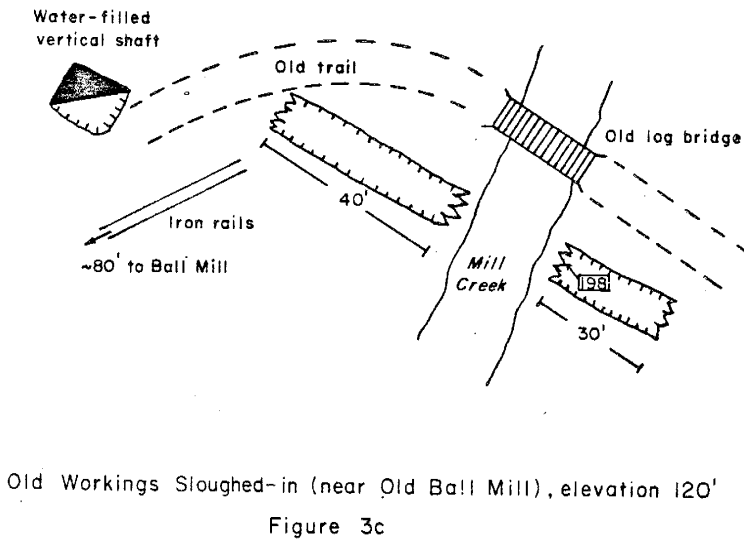 Water-filled
vertical shaft
Old trail
Old log bridge
40'
Iron rails
~80' to Ball Mill
Mill
Creek
198
30'
Old Workings Sloughed-in (near Old Ball Mill), elevation 120'
Figure 3c